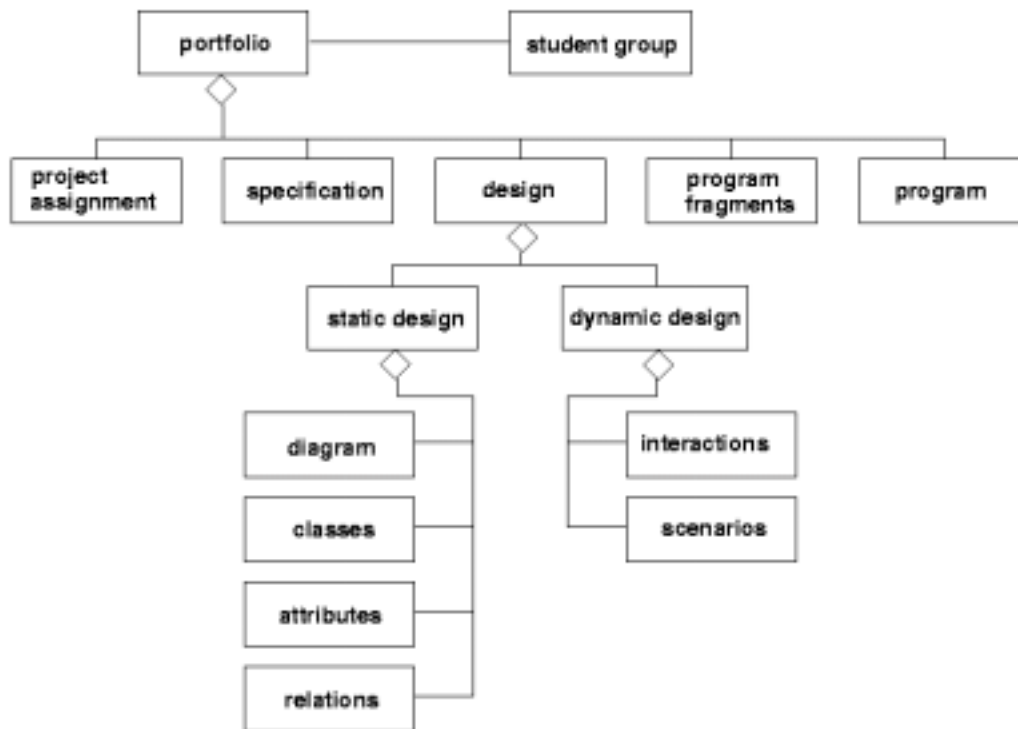 portfolio
student group
project
assignment
specification
design
program
fragments
program
static design
dynamic design
diagram
interactions
classes
scenarios
attributes
relations